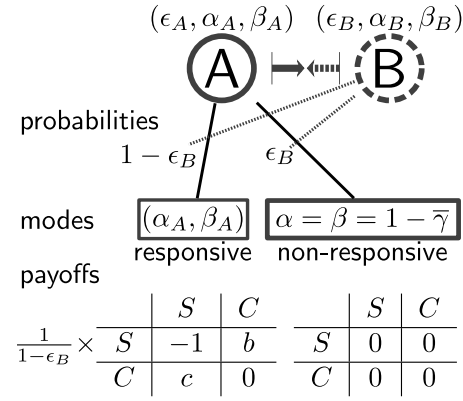 (ϵ_A, α_A, β_A) (ϵ_B, α_B, β_B)
A B
probabilities
1 − ϵ_B ϵ_B
modes (α_A, β_A) α = β = 1 − γ̅
responsive non-responsive
payoffs
S C S C
1/(1−ϵ_B) × S −1 b S 0 0
C c 0 C 0 0